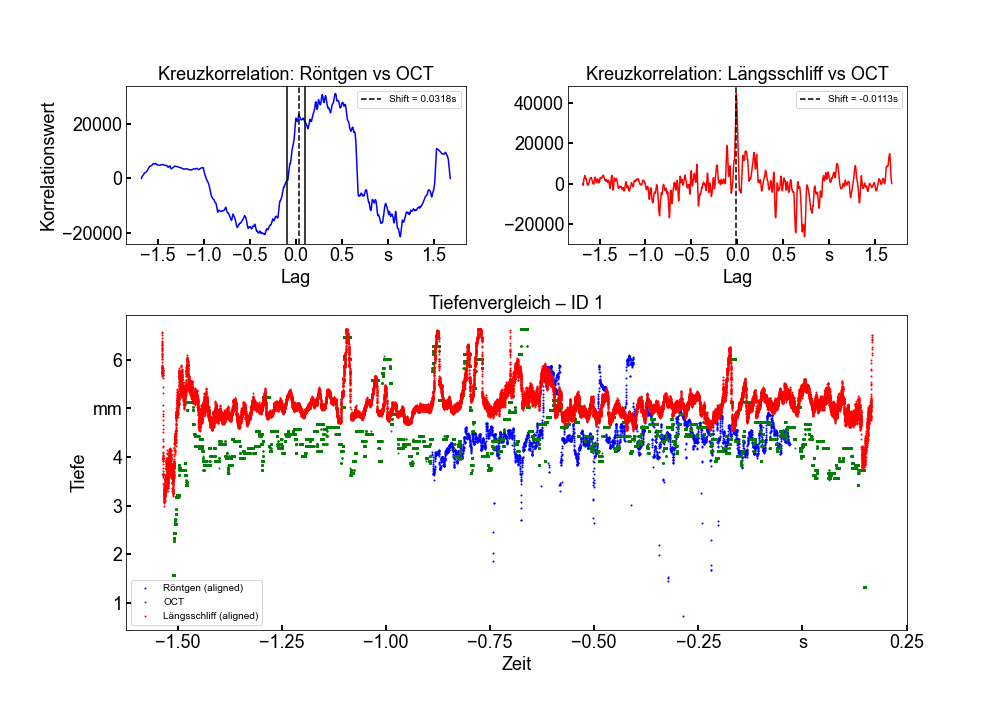 Kreuzkorrelation: Röntgen vs OCT
Korrelationswert
20000
0
−20000
−1.5 −1.0 −0.5 0.0 0.5 s 1.5
Lag
Shift = 0.0318s
Kreuzkorrelation: Längsschliff vs OCT
40000
20000
0
−20000
−1.5 −1.0 −0.5 0.0 0.5 s 1.5
Lag
Shift = -0.0113s
Tiefenvergleich – ID 1
Tiefe
6
mm
4
3
2
1
−1.50 −1.25 −1.00 −0.75 −0.50 −0.25 s 0.25
Zeit
Röntgen (aligned)
OCT
Längsschliff (aligned)